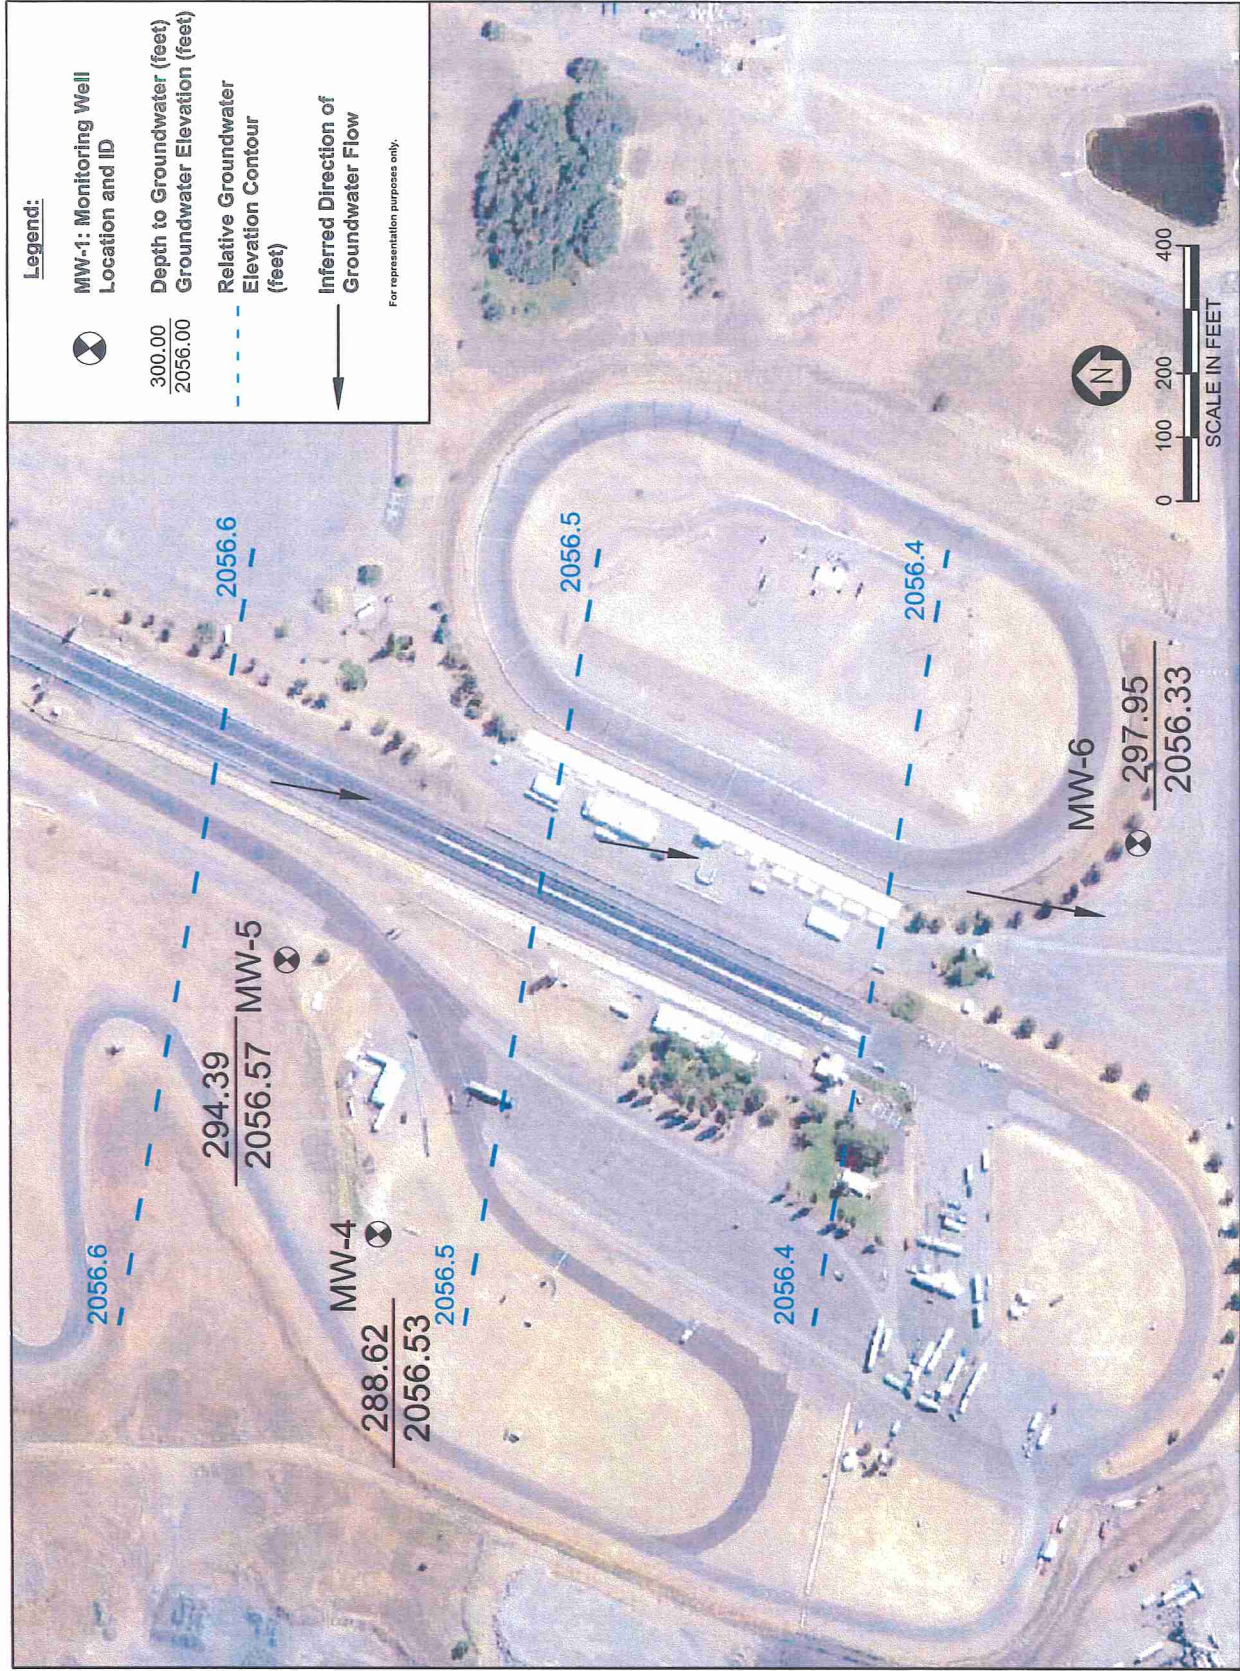 Legend:
MW-1: Monitoring Well
Location and ID
300.00
2056.00
Depth to Groundwater (feet)
Groundwater Elevation (feet)
Relative Groundwater
Elevation Contour
(feet)
Inferred Direction of
Groundwater Flow
For representation purposes only.
2056.6
2056.6
294.39
2056.57
MW-5
MW-4
288.62
2056.53
2056.5
2056.5
2056.4
2056.4
MW-6
297.95
2056.33
N
0 100 200 400
SCALE IN FEET